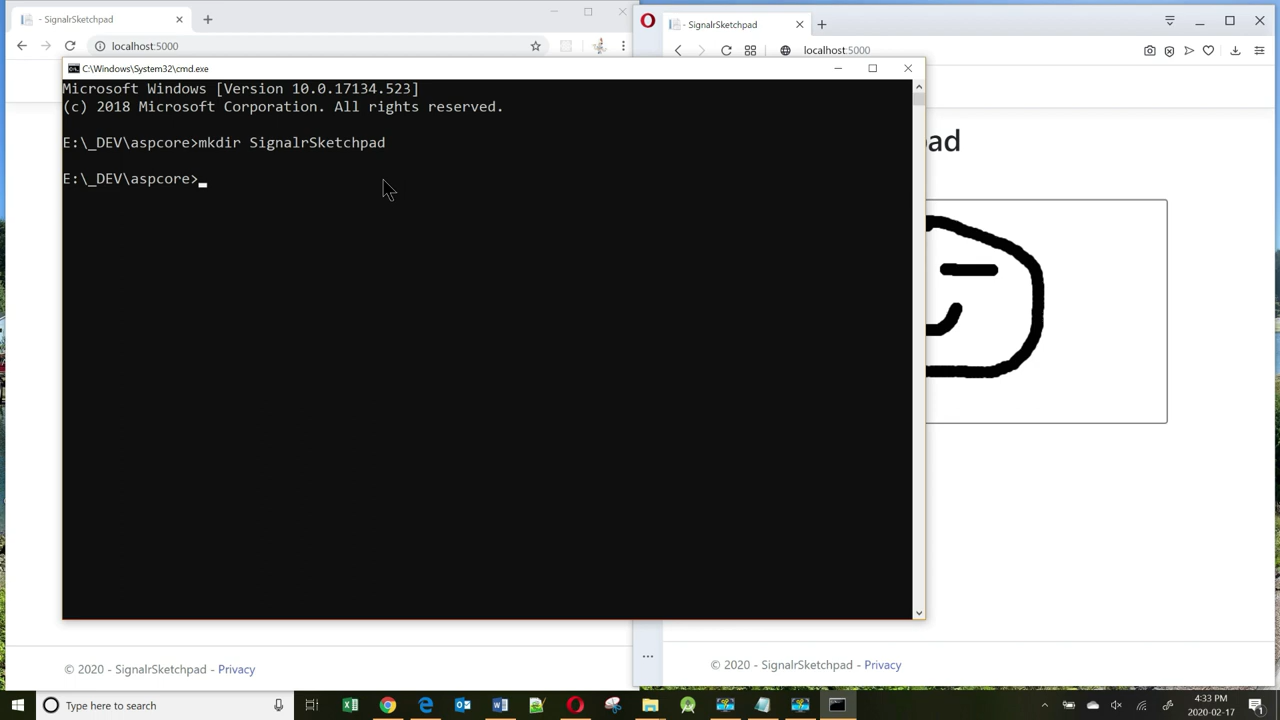 - SignalrSketchpad
localhost:5000
- SignalrSketchpad
localhost:5000
C:\Windows\System32\cmd.exe
Microsoft Windows [Version 10.0.17134.523]
(c) 2018 Microsoft Corporation. All rights reserved.
E:\_DEV\aspcore>mkdir SignalrSketchpad
E:\_DEV\aspcore>
pad
© 2020 - SignalrSketchpad - Privacy
© 2020 - SignalrSketchpad - Privacy
Type here to search
4:33 PM
2020-02-17